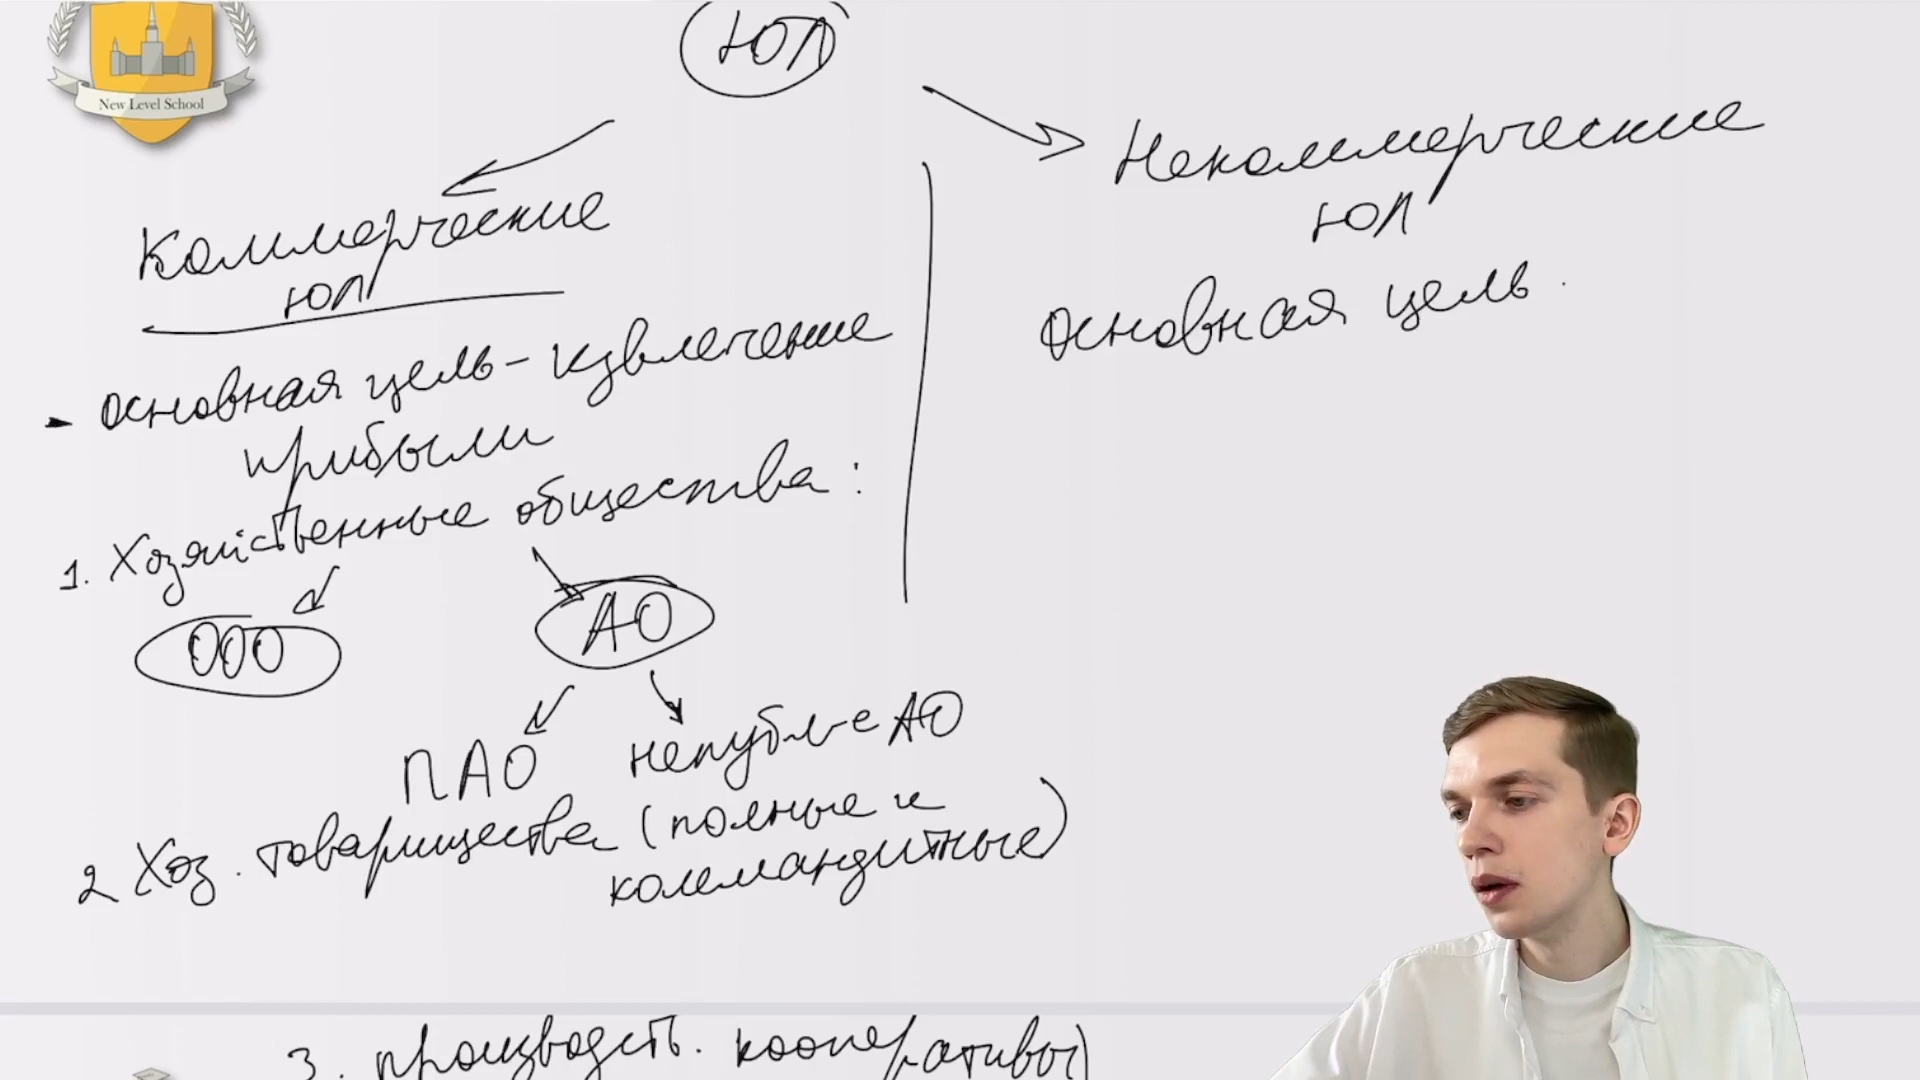 New Level School
ЮЛ
Коммерческие
ЮЛ
- основная цель - извлечение
прибыли
1. Хозяйственные общества:
ООО
АО
ПАО
непубл-е АО
2 Хоз. товарищества (полные и
коммандитные)
3. производств. кооперативы
Некоммерческие
ЮЛ
основная цель